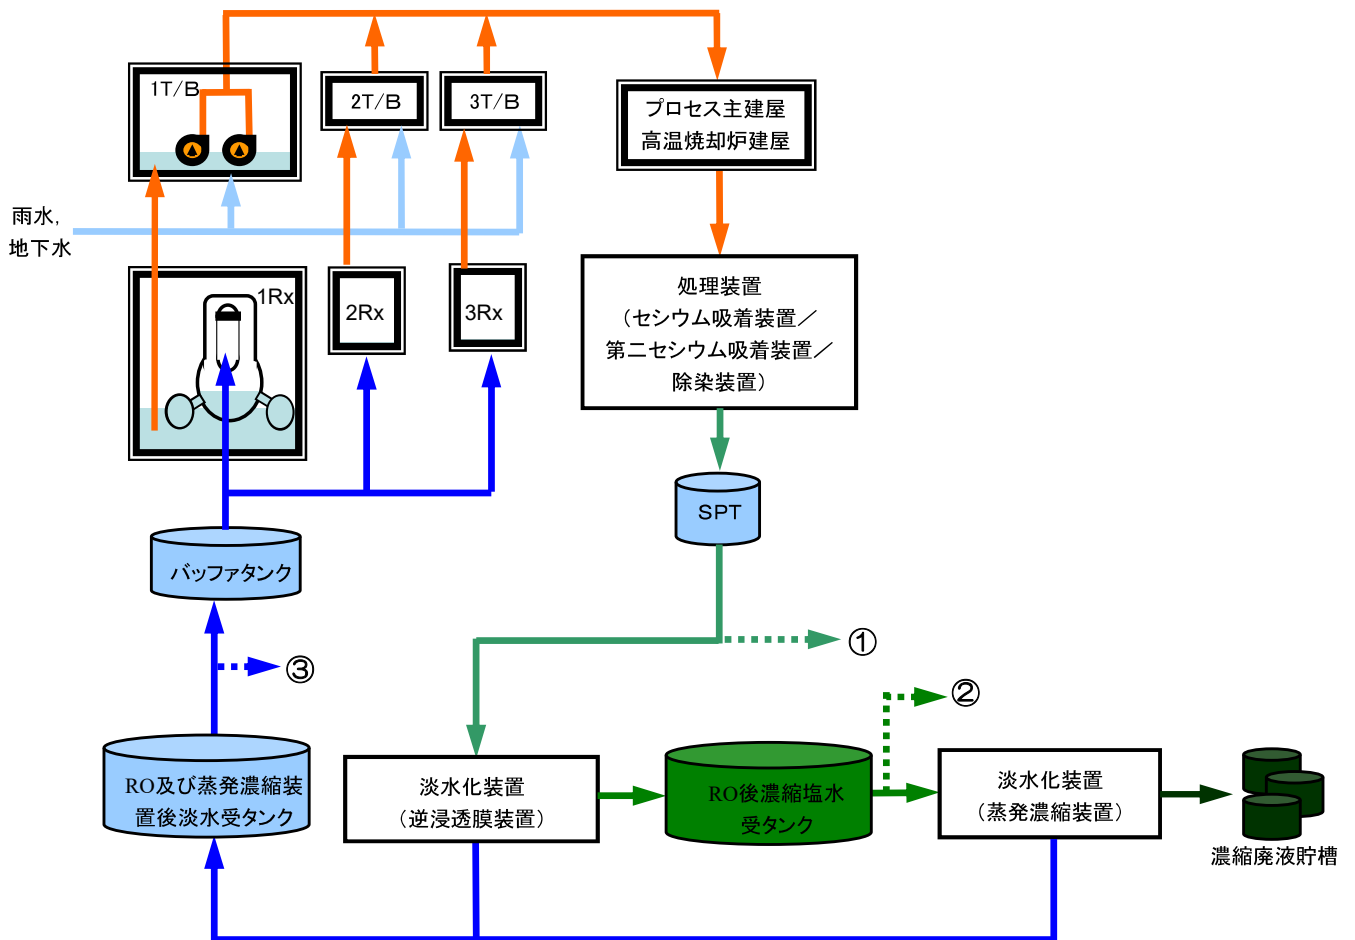 1T/B
2T/B
3T/B
プロセス主建屋
高温焼却炉建屋
雨水,
地下水
1Rx
2Rx
3Rx
処理装置
（セシウム吸着装置／
第二セシウム吸着装置／
除染装置）
SPT
バッファタンク
①
②
③
RO及び蒸発濃縮装
置後淡水受タンク
淡水化装置
（逆浸透膜装置）
RO後濃縮塩水
受タンク
淡水化装置
（蒸発濃縮装置）
濃縮廃液貯槽